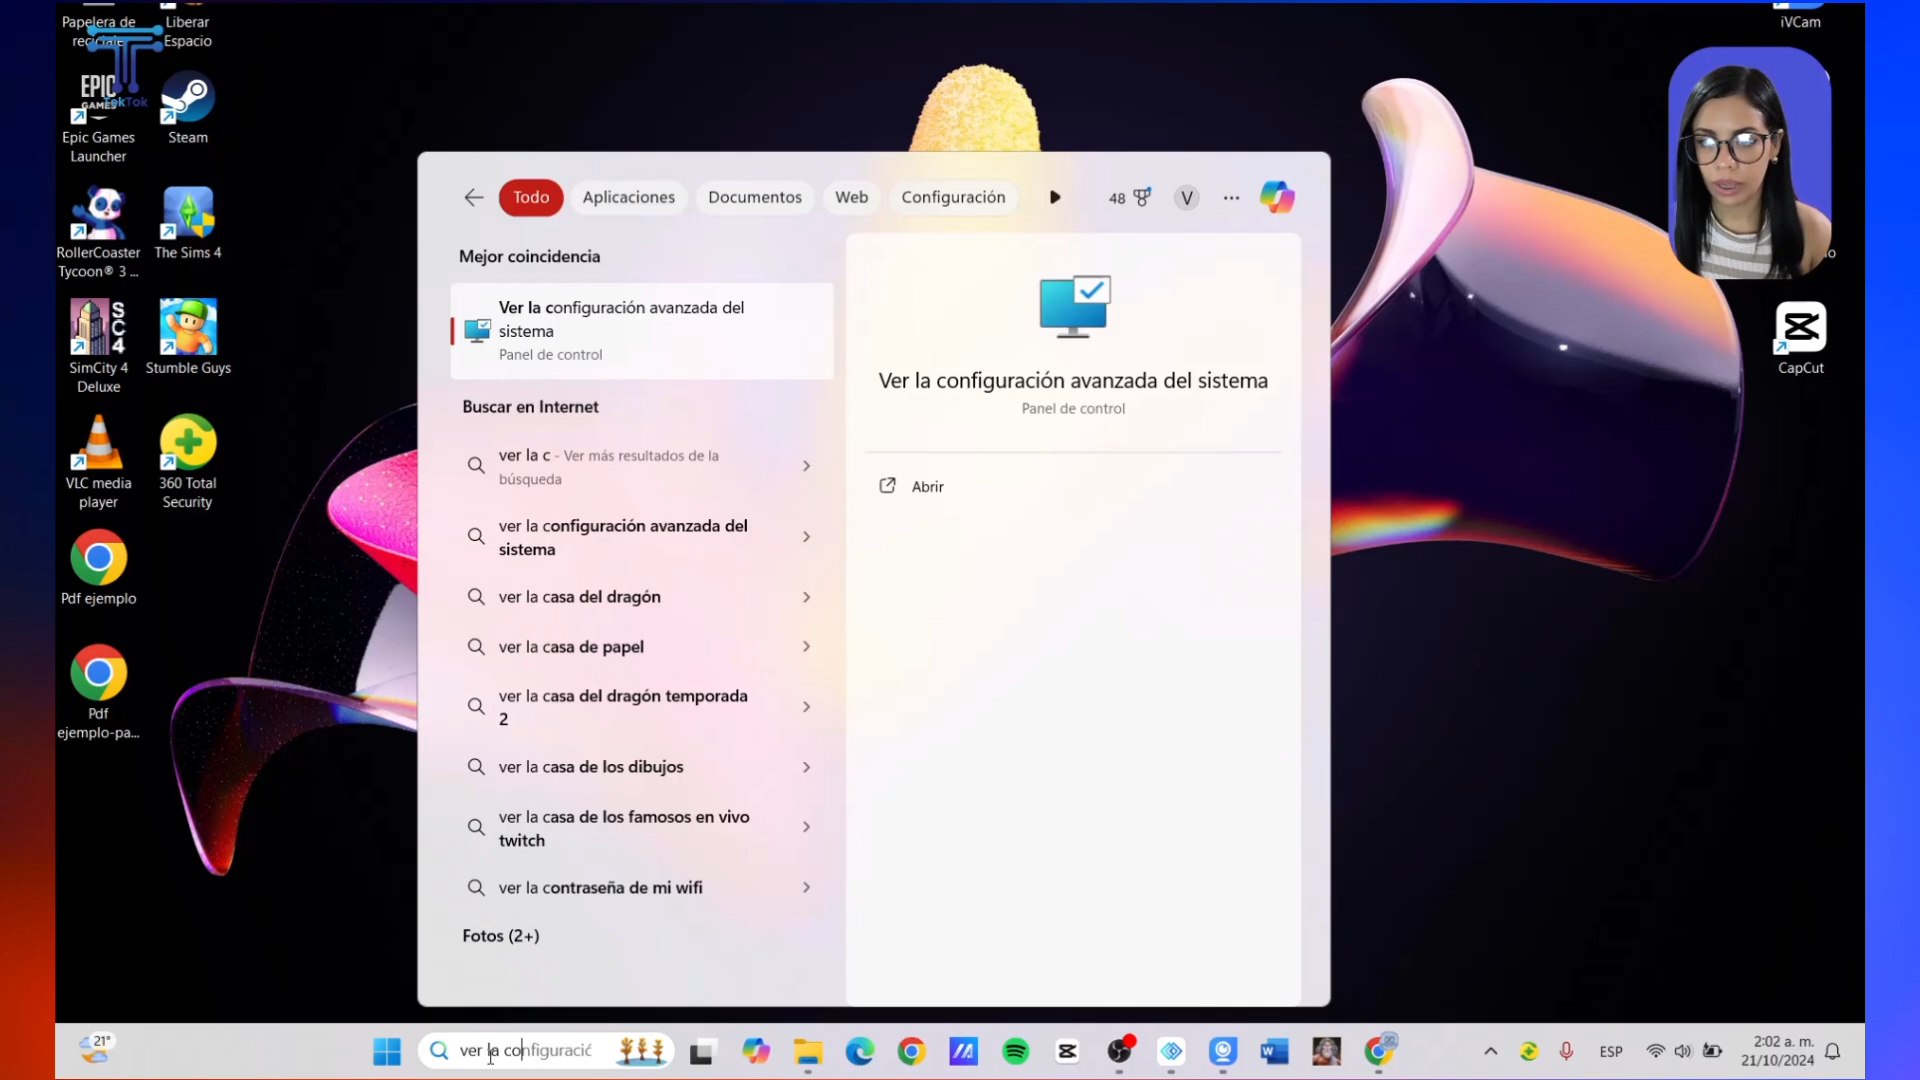 Papelera de
reciclaje
Liberar
Espacio
iVCam
TekTok
EPIC
GAMES
Epic Games
Launcher
Steam
RollerCoaster
Tycoon® 3 ...
The Sims 4
SC4
SimCity 4
Deluxe
Stumble Guys
VLC media
player
360 Total
Security
Pdf ejemplo
Pdf
ejemplo-pa...
CapCut
Todo
Aplicaciones
Documentos
Web
Configuración
48
V
...
Mejor coincidencia
Ver la configuración avanzada del
sistema
Panel de control
Buscar en Internet
ver la c - Ver más resultados de la
búsqueda
ver la configuración avanzada del
sistema
ver la casa del dragón
ver la casa de papel
ver la casa del dragón temporada
2
ver la casa de los dibujos
ver la casa de los famosos en vivo
twitch
ver la contraseña de mi wifi
Fotos (2+)
Ver la configuración avanzada del sistema
Panel de control
Abrir
21°
ver la configuració
ESP
2:02 a. m.
21/10/2024